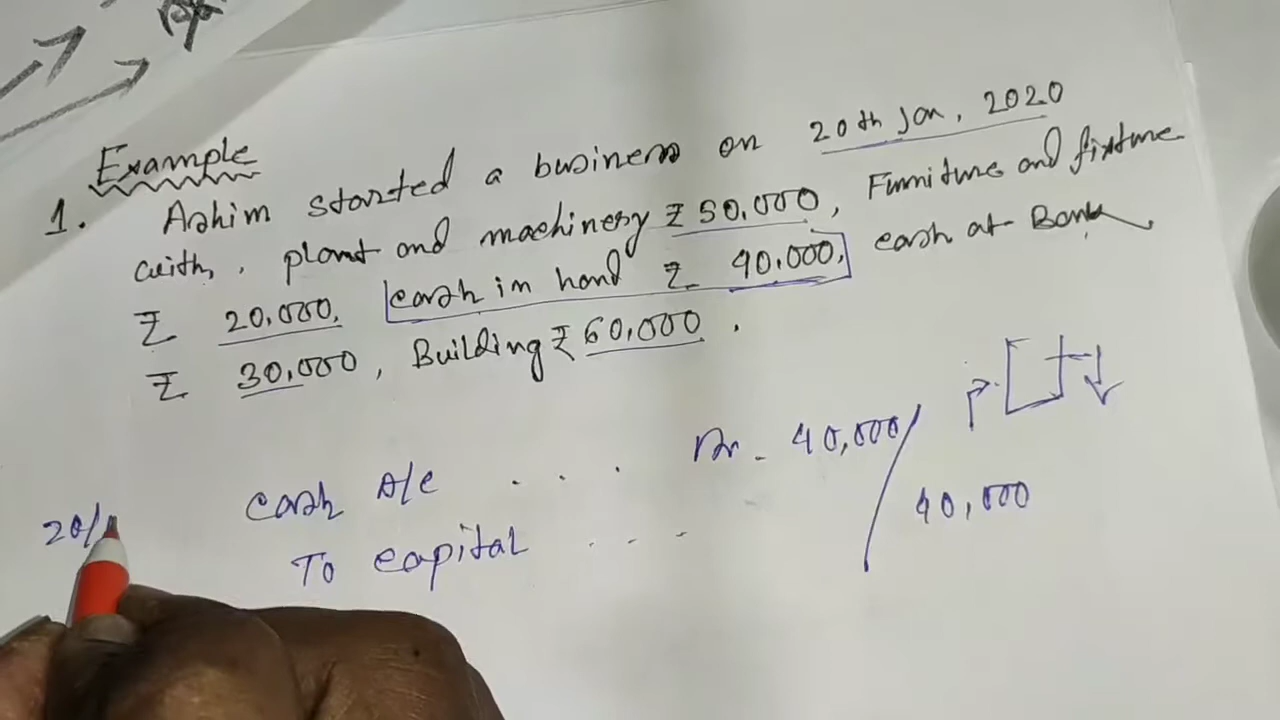 Example
1. Ashim started a business on 20th Jan, 2020
with, plant and machinery ₹ 50,000, Furniture and fixture
₹ 20,000, cash in hand ₹ 40,000, cash at Bank
₹ 30,000, Building ₹ 60,000.
cash A/c ... Dr. 40,000/
20/ To capital ... 40,000